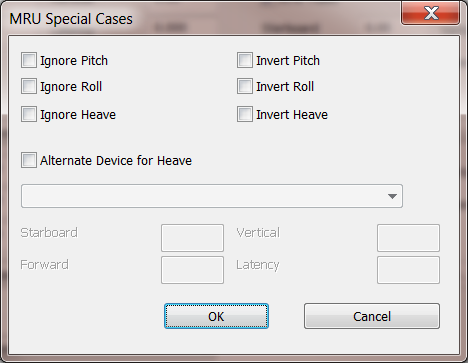 MRU Special Cases
Ignore Pitch Invert Pitch
Ignore Roll Invert Roll
Ignore Heave Invert Heave
Alternate Device for Heave
Starboard Vertical
Forward Latency
OK Cancel